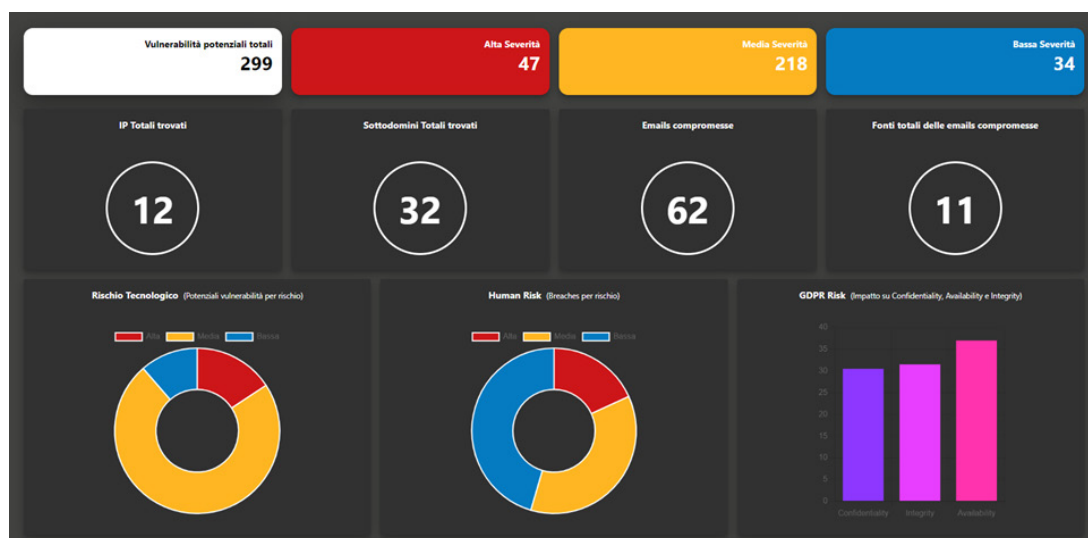 Vulnerabilità potenziali totali
299
Alta Severità
47
Media Severità
218
Bassa Severità
34
IP Totali trovati
12
Sottodomini Totali trovati
32
Emails compromesse
62
Fonti totali delle emails compromesse
11
Rischio Tecnologico (Potenziali vulnerabilità per rischio)
Alta Media Bassa
Human Risk (Breaches per rischio)
Alta Media Bassa
GDPR Risk (Impatto su Confidentiality, Availability e Integrity)
40
35
30
25
20
15
10
5
0
Confidentiality Integrity Availability